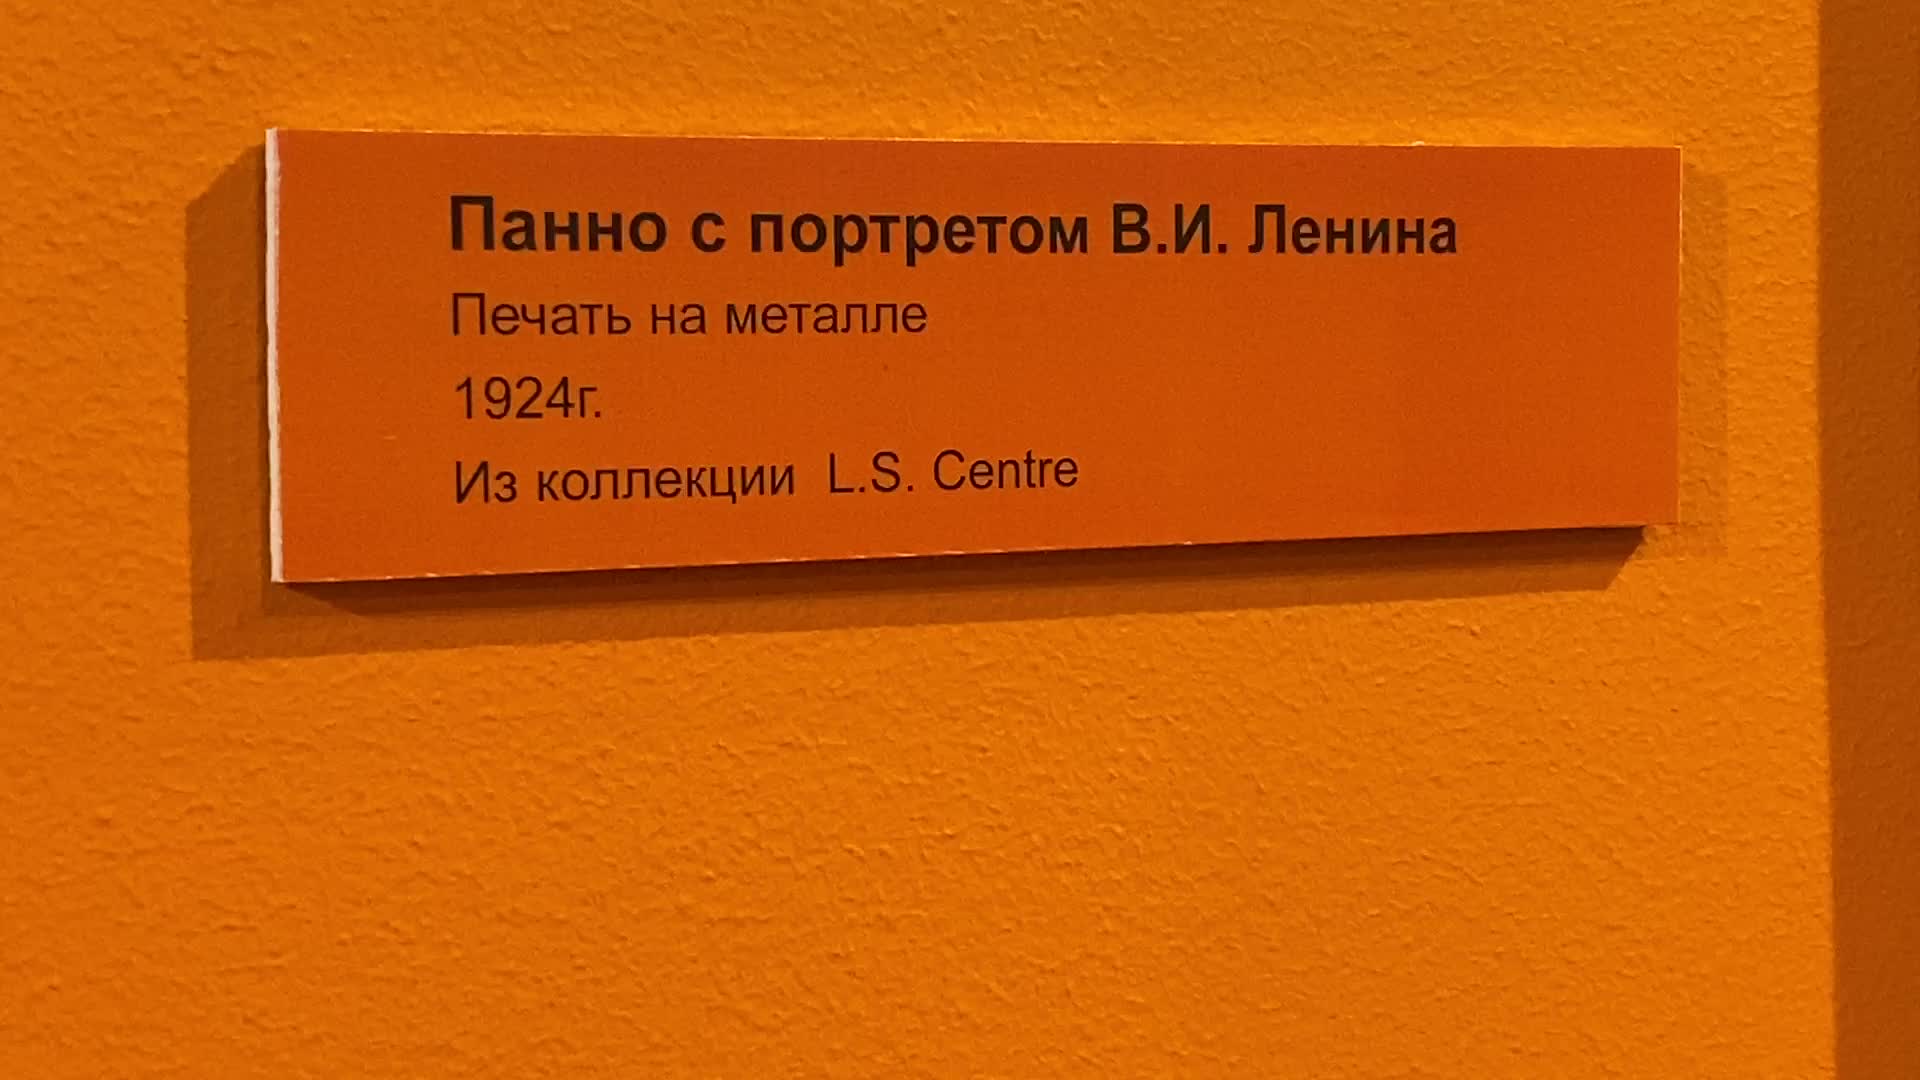 Панно с портретом В.И. Ленина
Печать на металле
1924г.
Из коллекции L.S. Centre